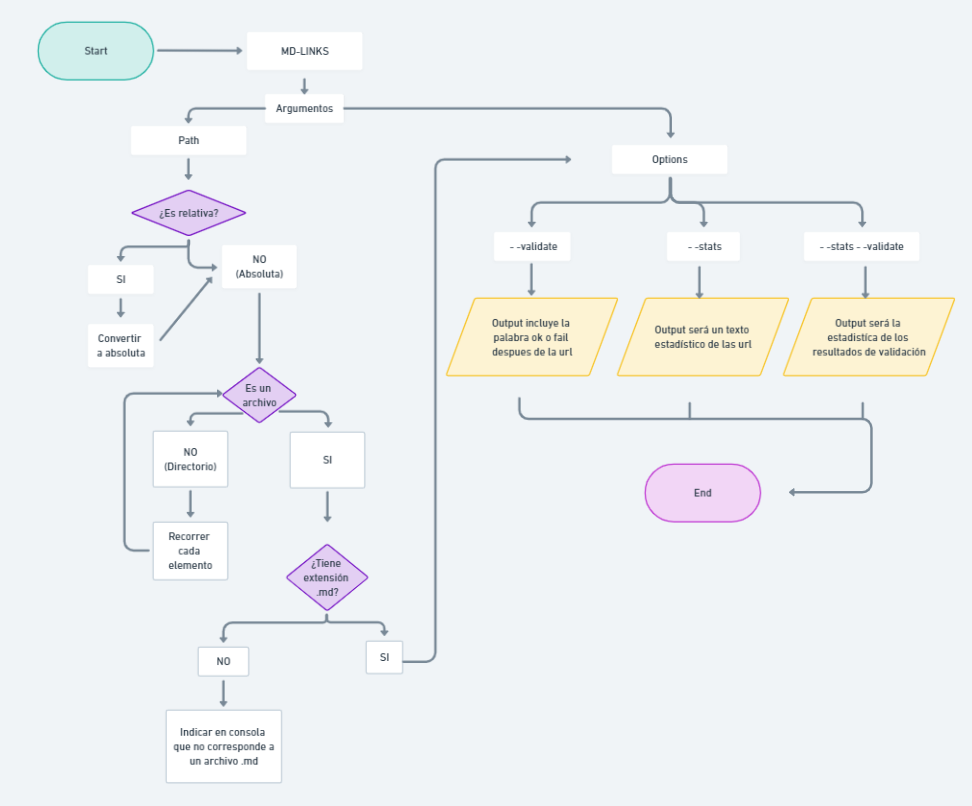 Start
MD-LINKS
Argumentos
Path
Options
¿Es relativa?
- -validate
- -stats
- -stats - -validate
SI
NO
(Absoluta)
Convertir
a absoluta
Output incluye la
palabra ok o fail
despues de la url
Output será un texto
estadístico de las url
Output será la
estadistíca de los
resultados de validación
Es un
archivo
NO
(Directorio)
SI
Recorrer
cada
elemento
End
¿Tiene
extensión
.md?
NO
SI
Indicar en consola
que no corresponde a
un archivo .md